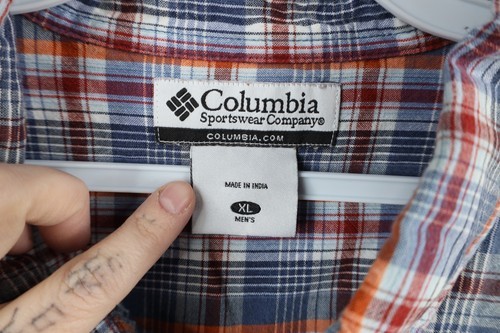 Columbia
Sportswear Company®
COLUMBIA.COM
MADE IN INDIA
XL
MEN'S